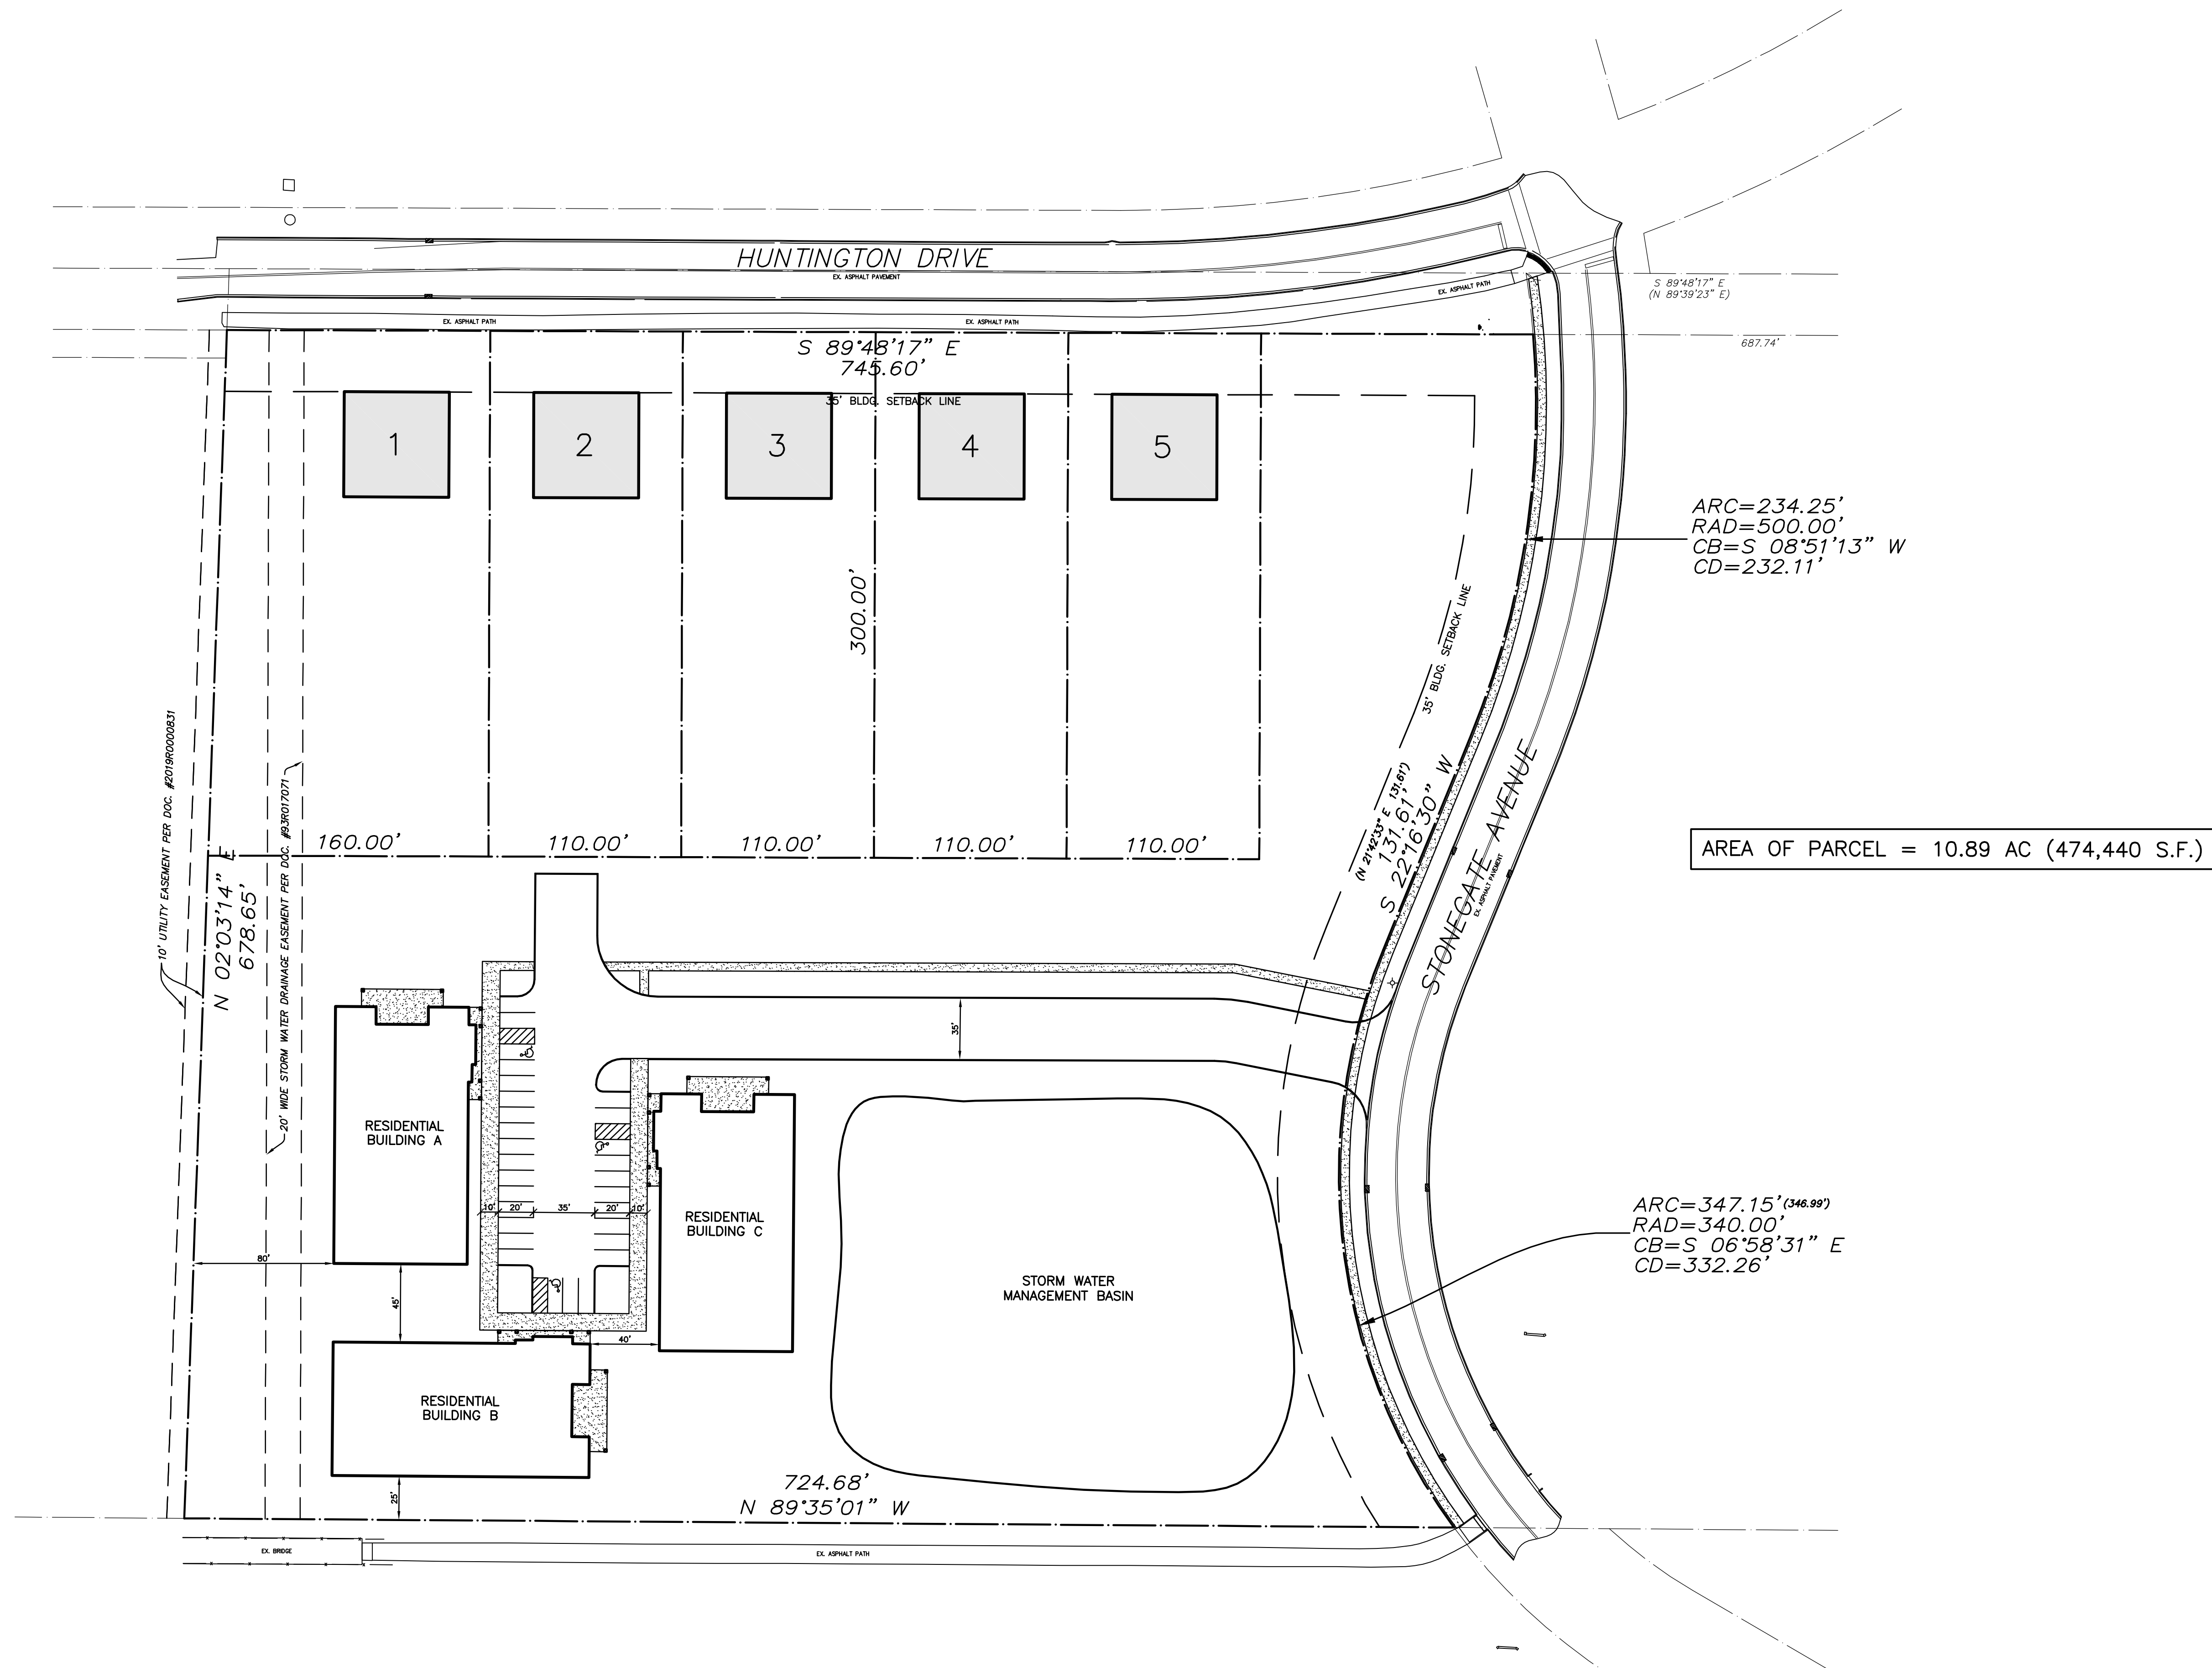 HUNTINGTON DRIVE
EX. ASPHALT PAVEMENT
EX. ASPHALT PATH
EX. ASPHALT PATH
EX. ASPHALT PATH
S 89°48'17" E
(N 89°39'23" E)
687.74'
S 89°48'17" E
745.60'
35' BLDG. SETBACK LINE
1
2
3
4
5
300.00'
ARC=234.25'
RAD=500.00'
CB=S 08°51'13" W
CD=232.11'
35' BLDG. SETBACK LINE
(N 21°42'33" E 131.61')
131.61'
S 22°16'30" W
STONEGATE AVENUE
EX. ASPHALT PAVEMENT
AREA OF PARCEL = 10.89 AC (474,440 S.F.)
160.00'
110.00'
110.00'
110.00'
110.00'
10' UTILITY EASEMENT PER DOC. #2019R0000831
N 02°03'14" E
678.65'
20' WIDE STORM WATER DRAINAGE EASEMENT PER DOC. #93R017071
35'
RESIDENTIAL
BUILDING A
10'
20'
35'
20'
10'
RESIDENTIAL
BUILDING C
80'
45'
40'
STORM WATER
MANAGEMENT BASIN
ARC=347.15' (346.99')
RAD=340.00'
CB=S 06°58'31" E
CD=332.26'
RESIDENTIAL
BUILDING B
25'
724.68'
N 89°35'01" W
EX. BRIDGE
EX. ASPHALT PATH